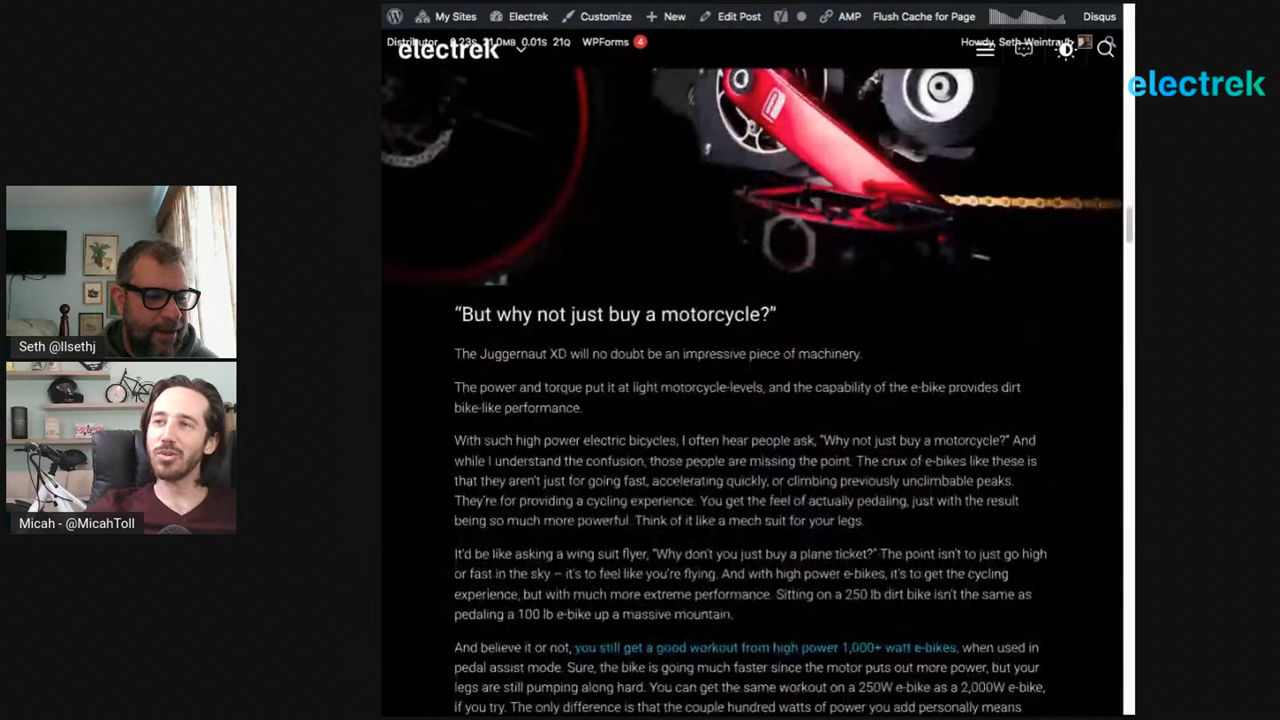 My Sites Electrek Customize + New Edit Post AMP Flush Cache for Page Disqus
Distributor 0.23s 0.01s 21Q WPForms 4 Howdy, Seth Weintraub
electrek
electrek
“But why not just buy a motorcycle?”
The Juggernaut XD will no doubt be an impressive piece of machinery.
The power and torque put it at light motorcycle-levels, and the capability of the e-bike provides dirt
bike-like performance.
With such high power electric bicycles, I often hear people ask, “Why not just buy a motorcycle?” And
while I understand the confusion, those people are missing the point. The crux of e-bikes like these is
that they aren’t just for going fast, accelerating quickly, or climbing previously unclimbable peaks.
They’re for providing a cycling experience. You get the feel of actually pedaling, just with the result
being so much more powerful. Think of it like a mech suit for your legs.
It’d be like asking a wing suit flyer, “Why don’t you just buy a plane ticket?” The point isn’t to just go high
or fast in the sky – it’s to feel like you’re flying. And with high power e-bikes, it’s to get the cycling
experience, but with much more extreme performance. Sitting on a 250 lb dirt bike isn’t the same as
pedaling a 100 lb e-bike up a massive mountain.
And believe it or not, you still get a good workout from high power 1,000+ watt e-bikes, when used in
pedal assist mode. Sure, the bike is going much faster since the motor puts out more power, but your
legs are still pumping along hard. You can get the same workout on a 250W e-bike as a 2,000W e-bike,
if you try. The only difference is that the couple hundred watts of power you add personally means
Seth @llsethj
Micah - @MicahToll